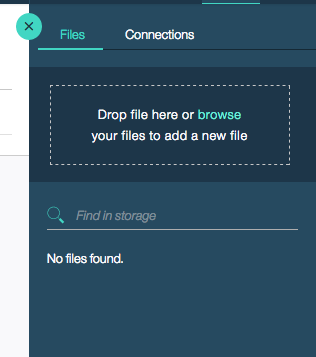 Files Connections
Drop file here or browse
your files to add a new file
Find in storage
No files found.